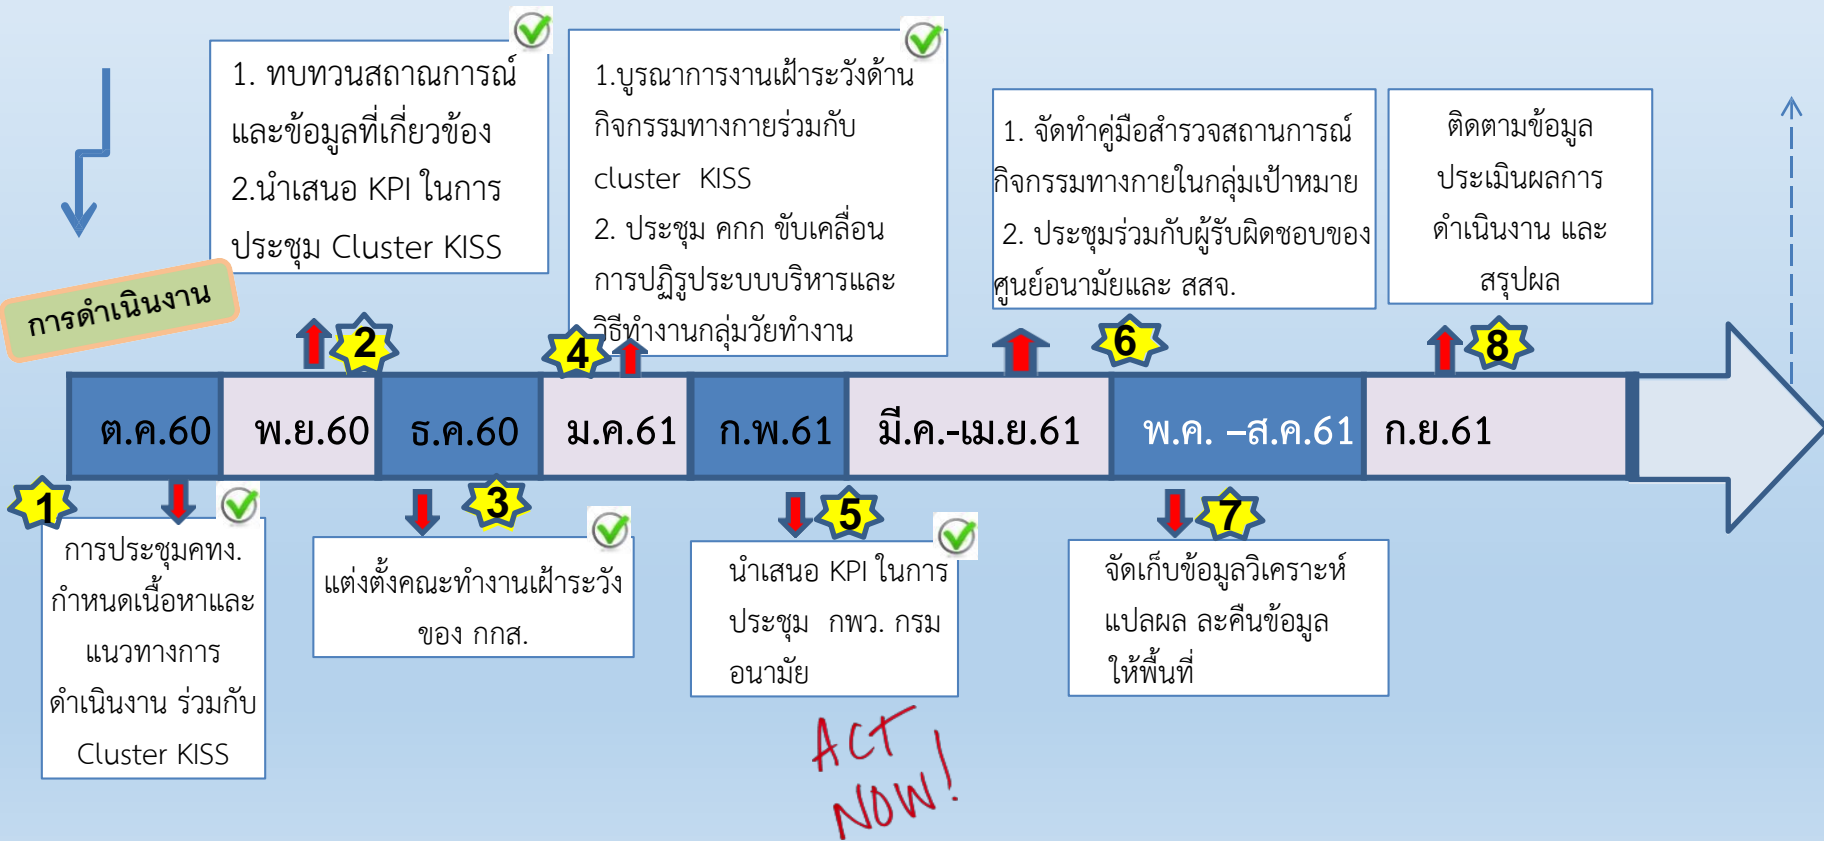 1. ทบทวนสถาณการณ์
และข้อมูลที่เกี่ยวข้อง
2.นำเสนอ KPI ในการ
ประชุม Cluster KISS
1.บูรณาการงานเฝ้าระวังด้าน
กิจกรรมทางกายร่วมกับ
cluster KISS
2. ประชุม คกก ขับเคลื่อน
การปฏิรูประบบบริหารและ
วิธีทำงานกลุ่มวัยทำงาน
1. จัดทำคู่มือสำรวจสถานการณ์
กิจกรรมทางกายในกลุ่มเป้าหมาย
2. ประชุมร่วมกับผู้รับผิดชอบของ
ศูนย์อนามัยและ สสจ.
ติดตามข้อมูล
ประเมินผลการ
ดำเนินงาน และ
สรุปผล
การดำเนินงาน
2
4
6
8
ต.ค.60
พ.ย.60
ธ.ค.60
ม.ค.61
ก.พ.61
มี.ค.-เม.ย.61
พ.ค. –ส.ค.61
ก.ย.61
1
3
5
7
การประชุมคทง.
กำหนดเนื้อหาและ
แนวทางการ
ดำเนินงาน ร่วมกับ
Cluster KISS
แต่งตั้งคณะทำงานเฝ้าระวัง
ของ กกส.
นำเสนอ KPI ในการ
ประชุม กพว. กรม
อนามัย
จัดเก็บข้อมูลวิเคราะห์
แปลผล ละคืนข้อมูล
ให้พื้นที่
ACT
NOW!